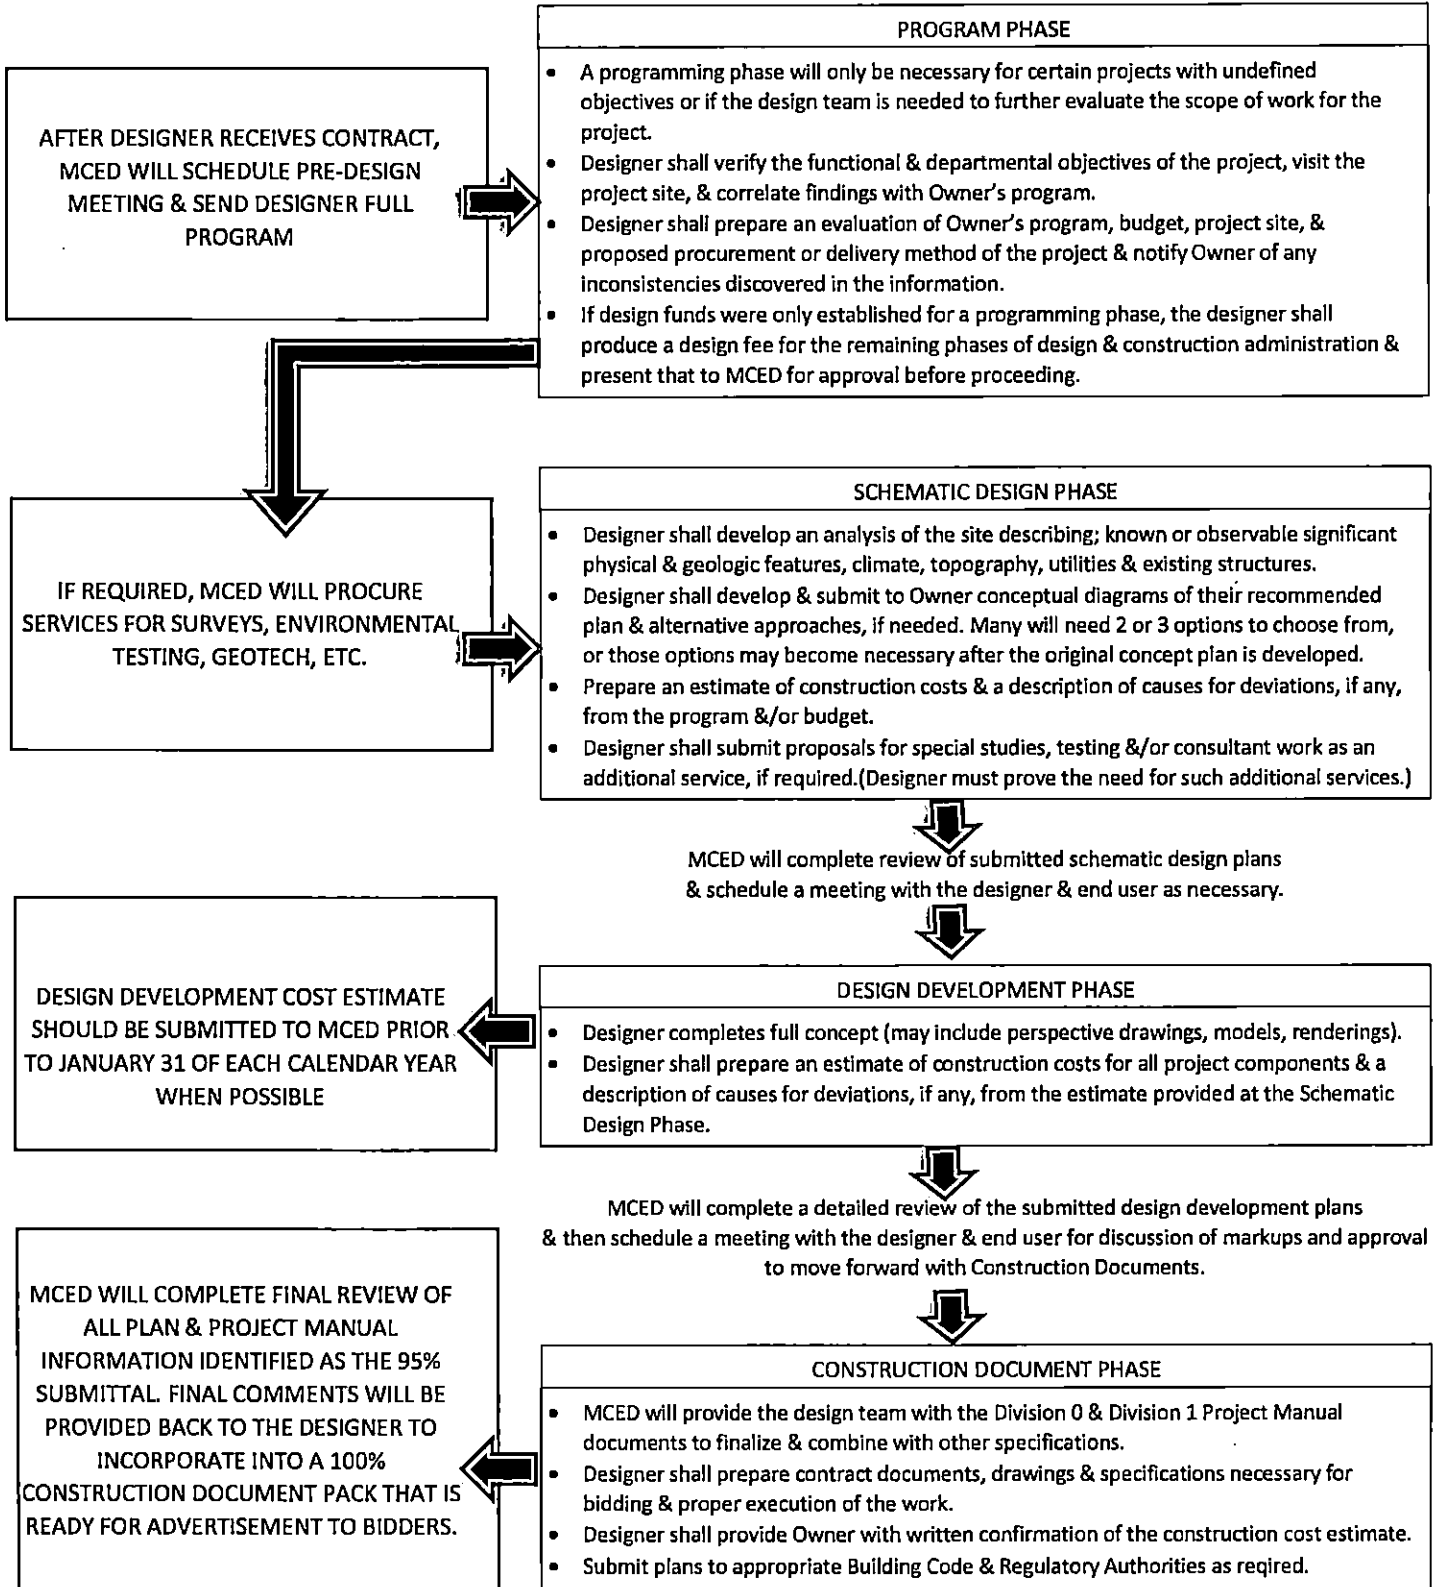 AFTER DESIGNER RECEIVES CONTRACT,
MCED WILL SCHEDULE PRE-DESIGN
MEETING & SEND DESIGNER FULL
PROGRAM
PROGRAM PHASE
• A programming phase will only be necessary for certain projects with undefined
objectives or if the design team is needed to further evaluate the scope of work for the
project.
• Designer shall verify the functional & departmental objectives of the project, visit the
project site, & correlate findings with Owner's program.
• Designer shall prepare an evaluation of Owner's program, budget, project site, &
proposed procurement or delivery method of the project & notify Owner of any
inconsistencies discovered in the information.
• If design funds were only established for a programming phase, the designer shall
produce a design fee for the remaining phases of design & construction administration &
present that to MCED for approval before proceeding.
IF REQUIRED, MCED WILL PROCURE
SERVICES FOR SURVEYS, ENVIRONMENTAL
TESTING, GEOTECH, ETC.
SCHEMATIC DESIGN PHASE
• Designer shall develop an analysis of the site describing; known or observable significant
physical & geologic features, climate, topography, utilities & existing structures.
• Designer shall develop & submit to Owner conceptual diagrams of their recommended
plan & alternative approaches, if needed. Many will need 2 or 3 options to choose from,
or those options may become necessary after the original concept plan is developed.
• Prepare an estimate of construction costs & a description of causes for deviations, if any,
from the program &/or budget.
• Designer shall submit proposals for special studies, testing &/or consultant work as an
additional service, if required.(Designer must prove the need for such additional services.)
MCED will complete review of submitted schematic design plans
& schedule a meeting with the designer & end user as necessary.
DESIGN DEVELOPMENT COST ESTIMATE
SHOULD BE SUBMITTED TO MCED PRIOR
TO JANUARY 31 OF EACH CALENDAR YEAR
WHEN POSSIBLE
DESIGN DEVELOPMENT PHASE
• Designer completes full concept (may include perspective drawings, models, renderings).
• Designer shall prepare an estimate of construction costs for all project components & a
description of causes for deviations, if any, from the estimate provided at the Schematic
Design Phase.
MCED will complete a detailed review of the submitted design development plans
& then schedule a meeting with the designer & end user for discussion of markups and approval
to move forward with Construction Documents.
MCED WILL COMPLETE FINAL REVIEW OF
ALL PLAN & PROJECT MANUAL
INFORMATION IDENTIFIED AS THE 95%
SUBMITTAL. FINAL COMMENTS WILL BE
PROVIDED BACK TO THE DESIGNER TO
INCORPORATE INTO A 100%
CONSTRUCTION DOCUMENT PACK THAT IS
READY FOR ADVERTISEMENT TO BIDDERS.
CONSTRUCTION DOCUMENT PHASE
• MCED will provide the design team with the Division 0 & Division 1 Project Manual
documents to finalize & combine with other specifications.
• Designer shall prepare contract documents, drawings & specifications necessary for
bidding & proper execution of the work.
• Designer shall provide Owner with written confirmation of the construction cost estimate.
• Submit plans to appropriate Building Code & Regulatory Authorities as reqired.